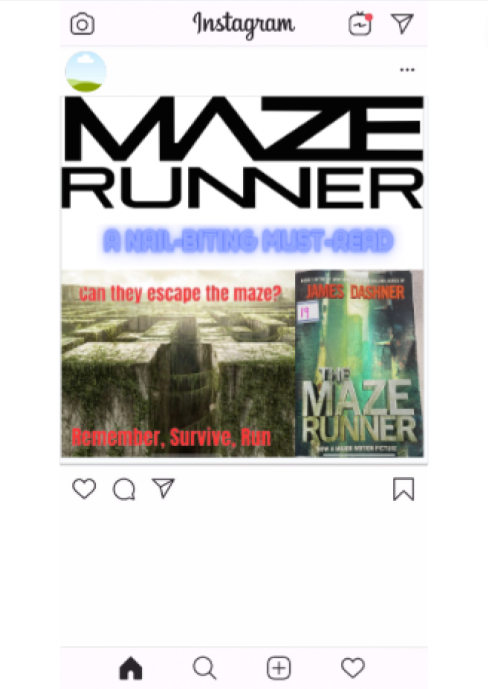 Instagram
MAZE
RUNNER
A NAIL-BITING MUST-READ
Can they escape the maze?
Remember, Survive, Run
JAMES DASHNER
19
THE
MAZE
RUNNER
NOW A MAJOR MOTION PICTURE